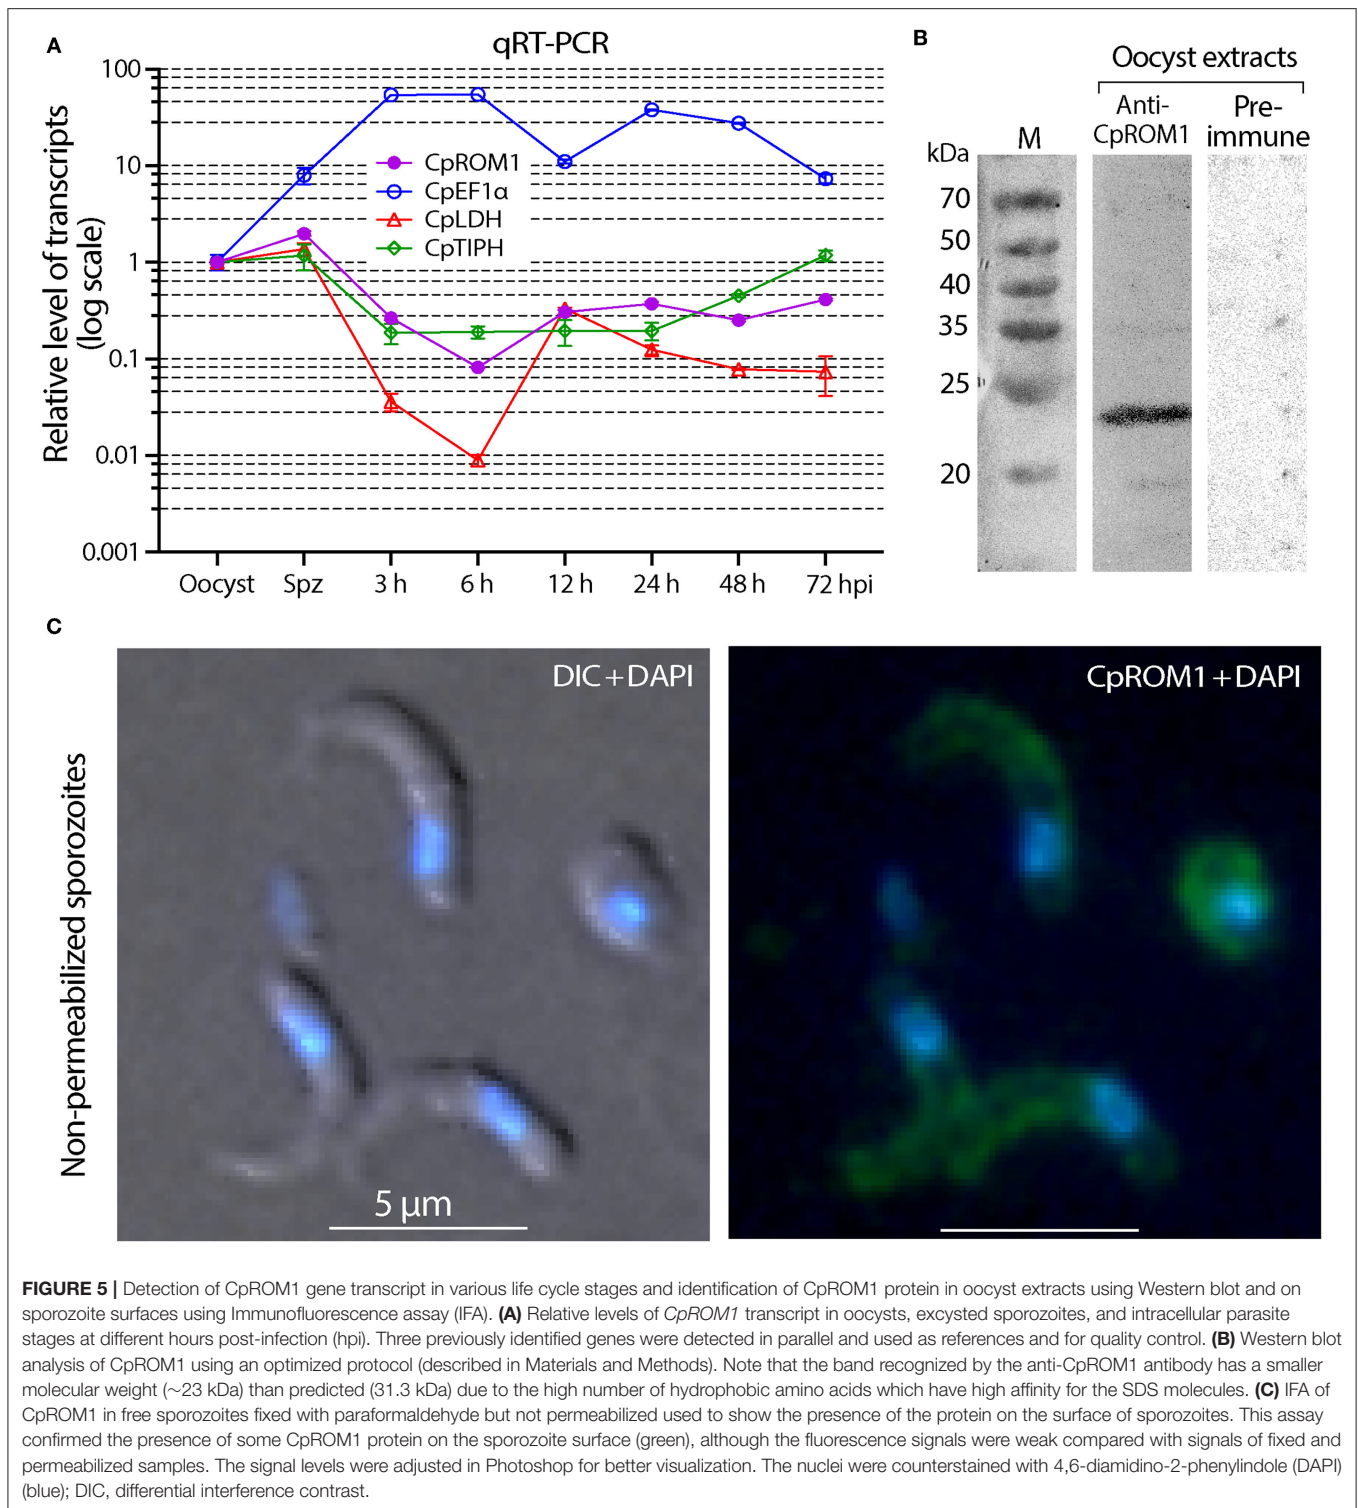 A
qRT-PCR
100
10
1
0.1
0.01
0.001
Relative level of transcripts
(log scale)
CpROM1
CpEF1α
CpLDH
CpTIPH
Oocyst Spz 3 h 6 h 12 h 24 h 48 h 72 hpi
B
Oocyst extracts
Anti-
CpROM1
Pre-
immune
kDa
M
70
50
40
35
25
20
C
Non-permeabilized sporozoites
DIC + DAPI
5 µm
CpROM1 + DAPI
FIGURE 5 | Detection of CpROM1 gene transcript in various life cycle stages and identification of CpROM1 protein in oocyst extracts using Western blot and on
sporozoite surfaces using Immunofluorescence assay (IFA). (A) Relative levels of CpROM1 transcript in oocysts, excysted sporozoites, and intracellular parasite
stages at different hours post-infection (hpi). Three previously identified genes were detected in parallel and used as references and for quality control. (B) Western blot
analysis of CpROM1 using an optimized protocol (described in Materials and Methods). Note that the band recognized by the anti-CpROM1 antibody has a smaller
molecular weight (∼23 kDa) than predicted (31.3 kDa) due to the high number of hydrophobic amino acids which have high affinity for the SDS molecules. (C) IFA of
CpROM1 in free sporozoites fixed with paraformaldehyde but not permeabilized used to show the presence of the protein on the surface of sporozoites. This assay
confirmed the presence of some CpROM1 protein on the sporozoite surface (green), although the fluorescence signals were weak compared with signals of fixed and
permeabilized samples. The signal levels were adjusted in Photoshop for better visualization. The nuclei were counterstained with 4,6-diamidino-2-phenylindole (DAPI)
(blue); DIC, differential interference contrast.